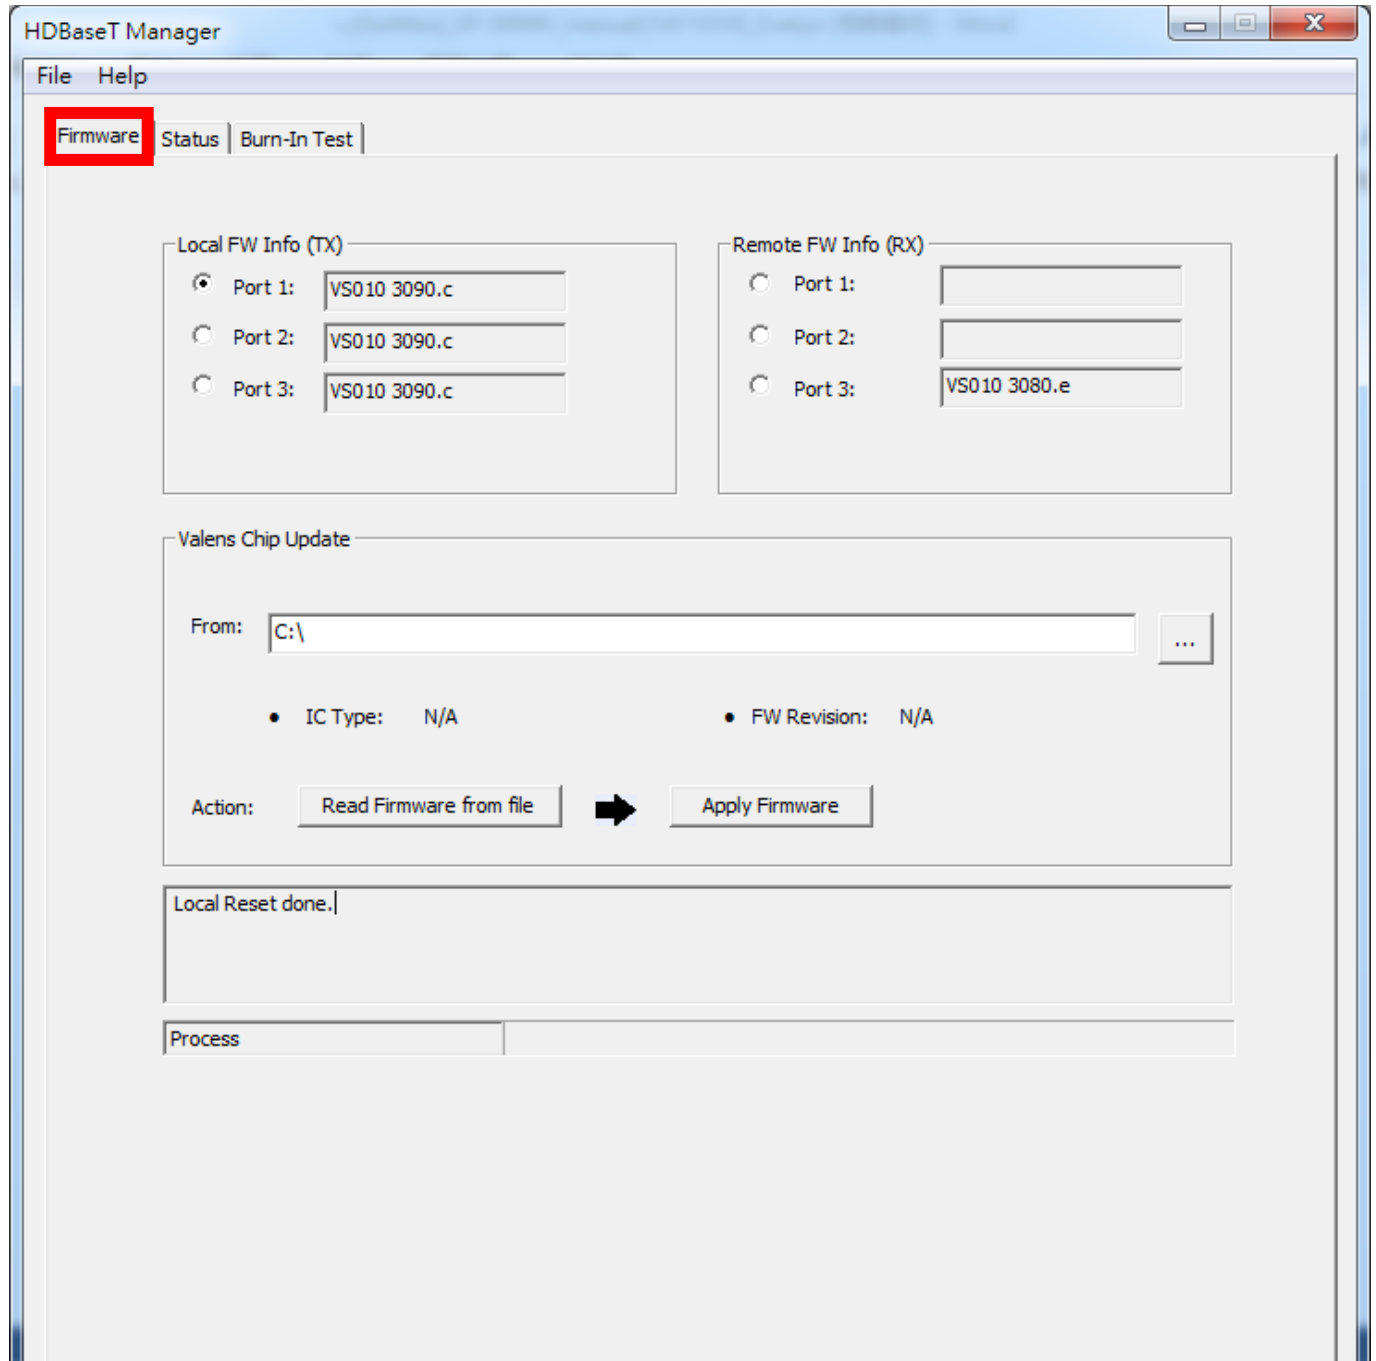 HDBaseT Manager
File Help
Firmware Status Burn-In Test
Local FW Info (TX)
Port 1: VS010 3090.c
Port 2: VS010 3090.c
Port 3: VS010 3090.c
Remote FW Info (RX)
Port 1:
Port 2:
Port 3: VS010 3080.e
Valens Chip Update
From: C:\ ...
• IC Type: N/A • FW Revision: N/A
Action: Read Firmware from file Apply Firmware
Local Reset done.
Process